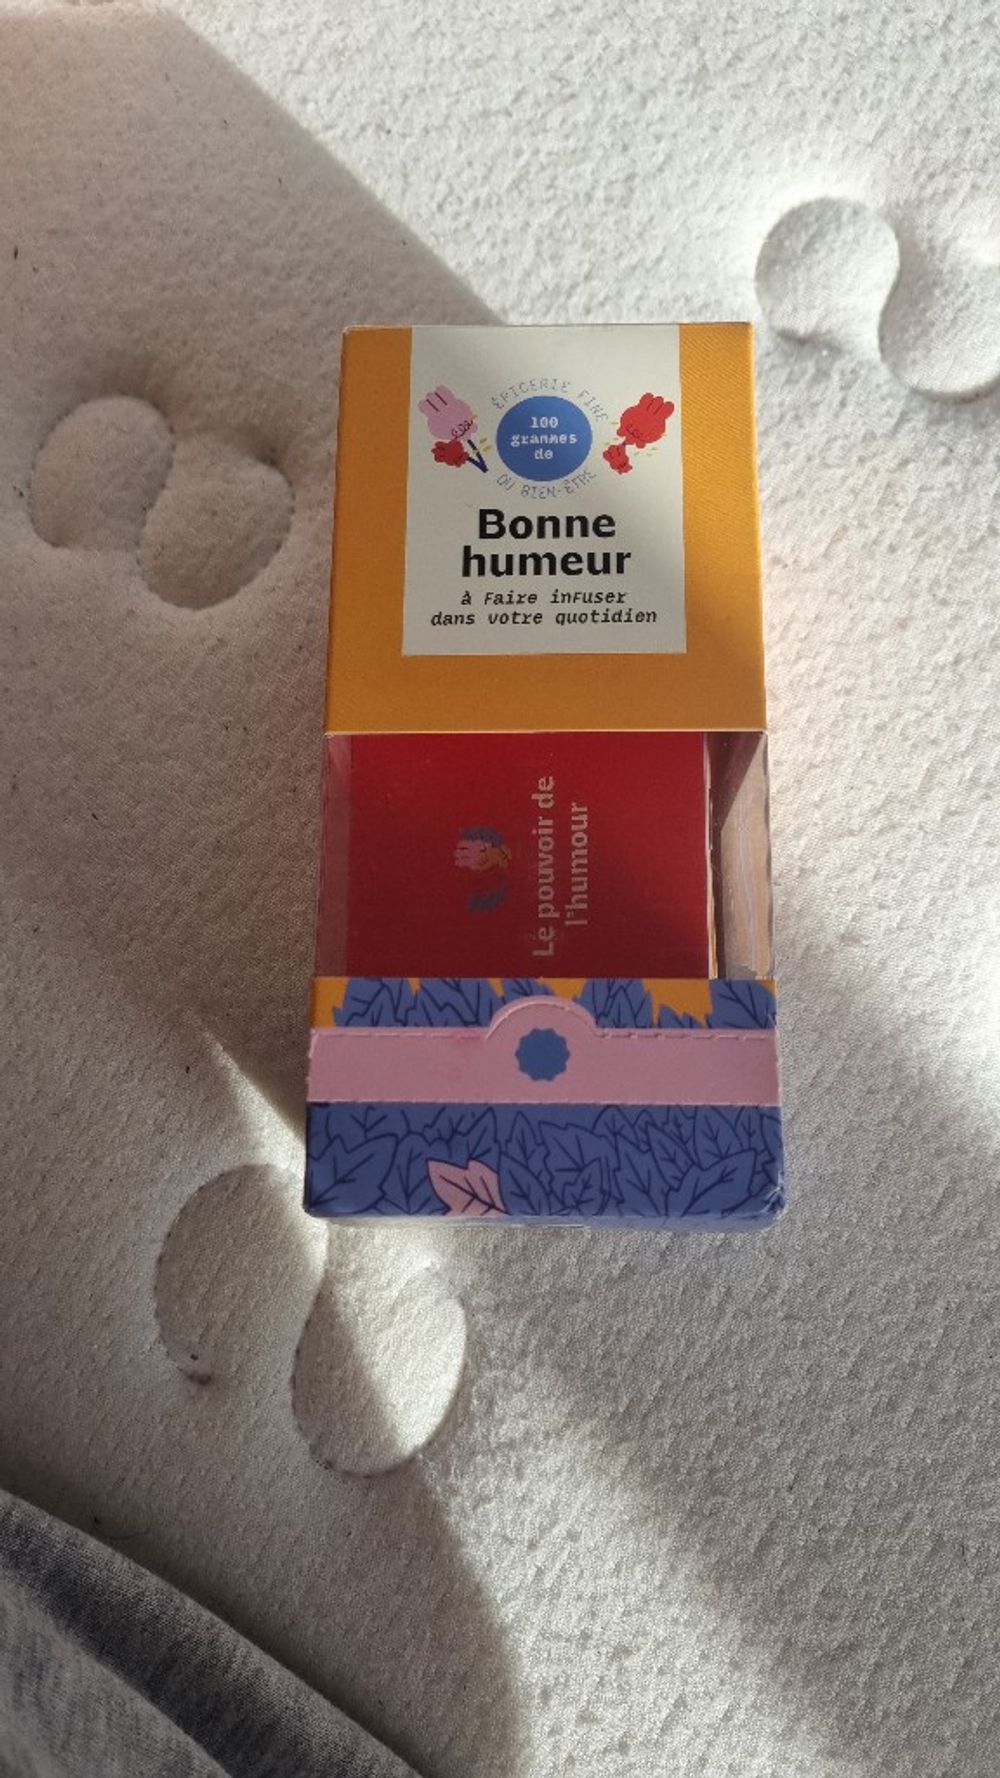 ÉPICERIE FINE
100
grammes
de
DU BIEN-ÊTRE
Bonne
humeur
à Faire inFuser
dans votre quotidien
Le pouvoir de
l'humour